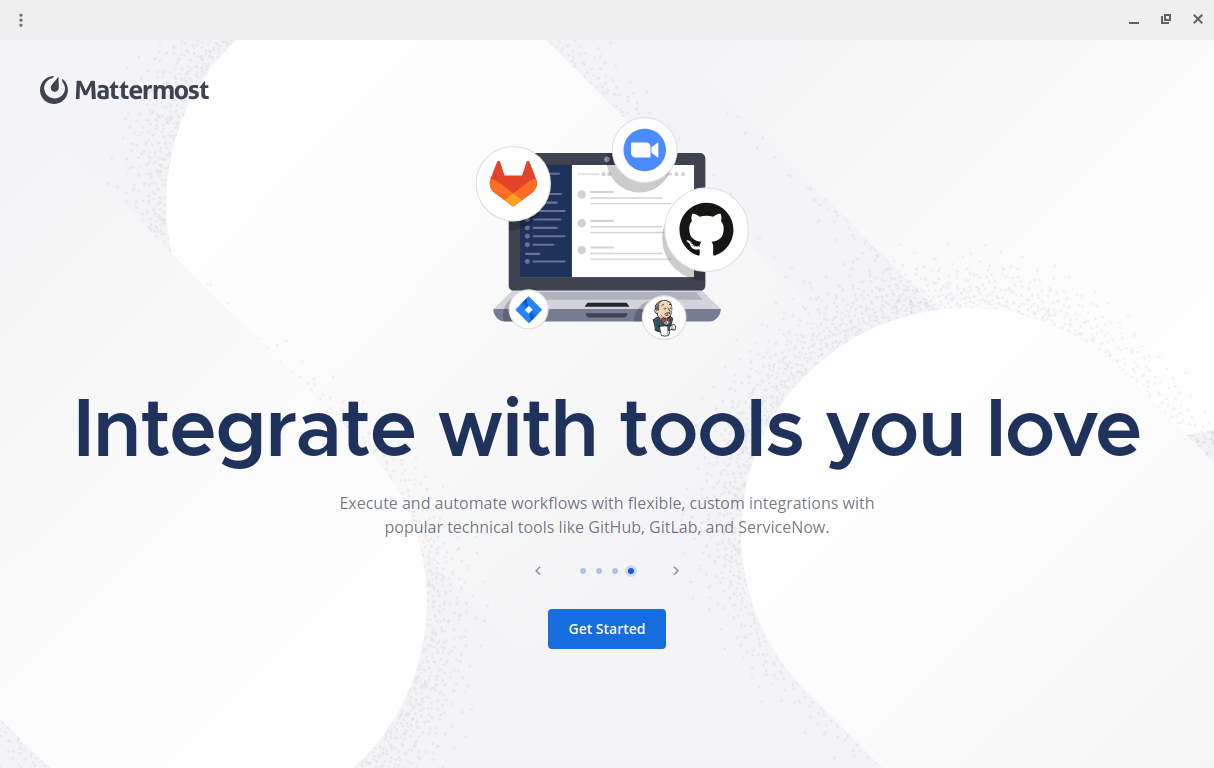 Mattermost
Integrate with tools you love
Execute and automate workflows with flexible, custom integrations with
popular technical tools like GitHub, GitLab, and ServiceNow.
Get Started